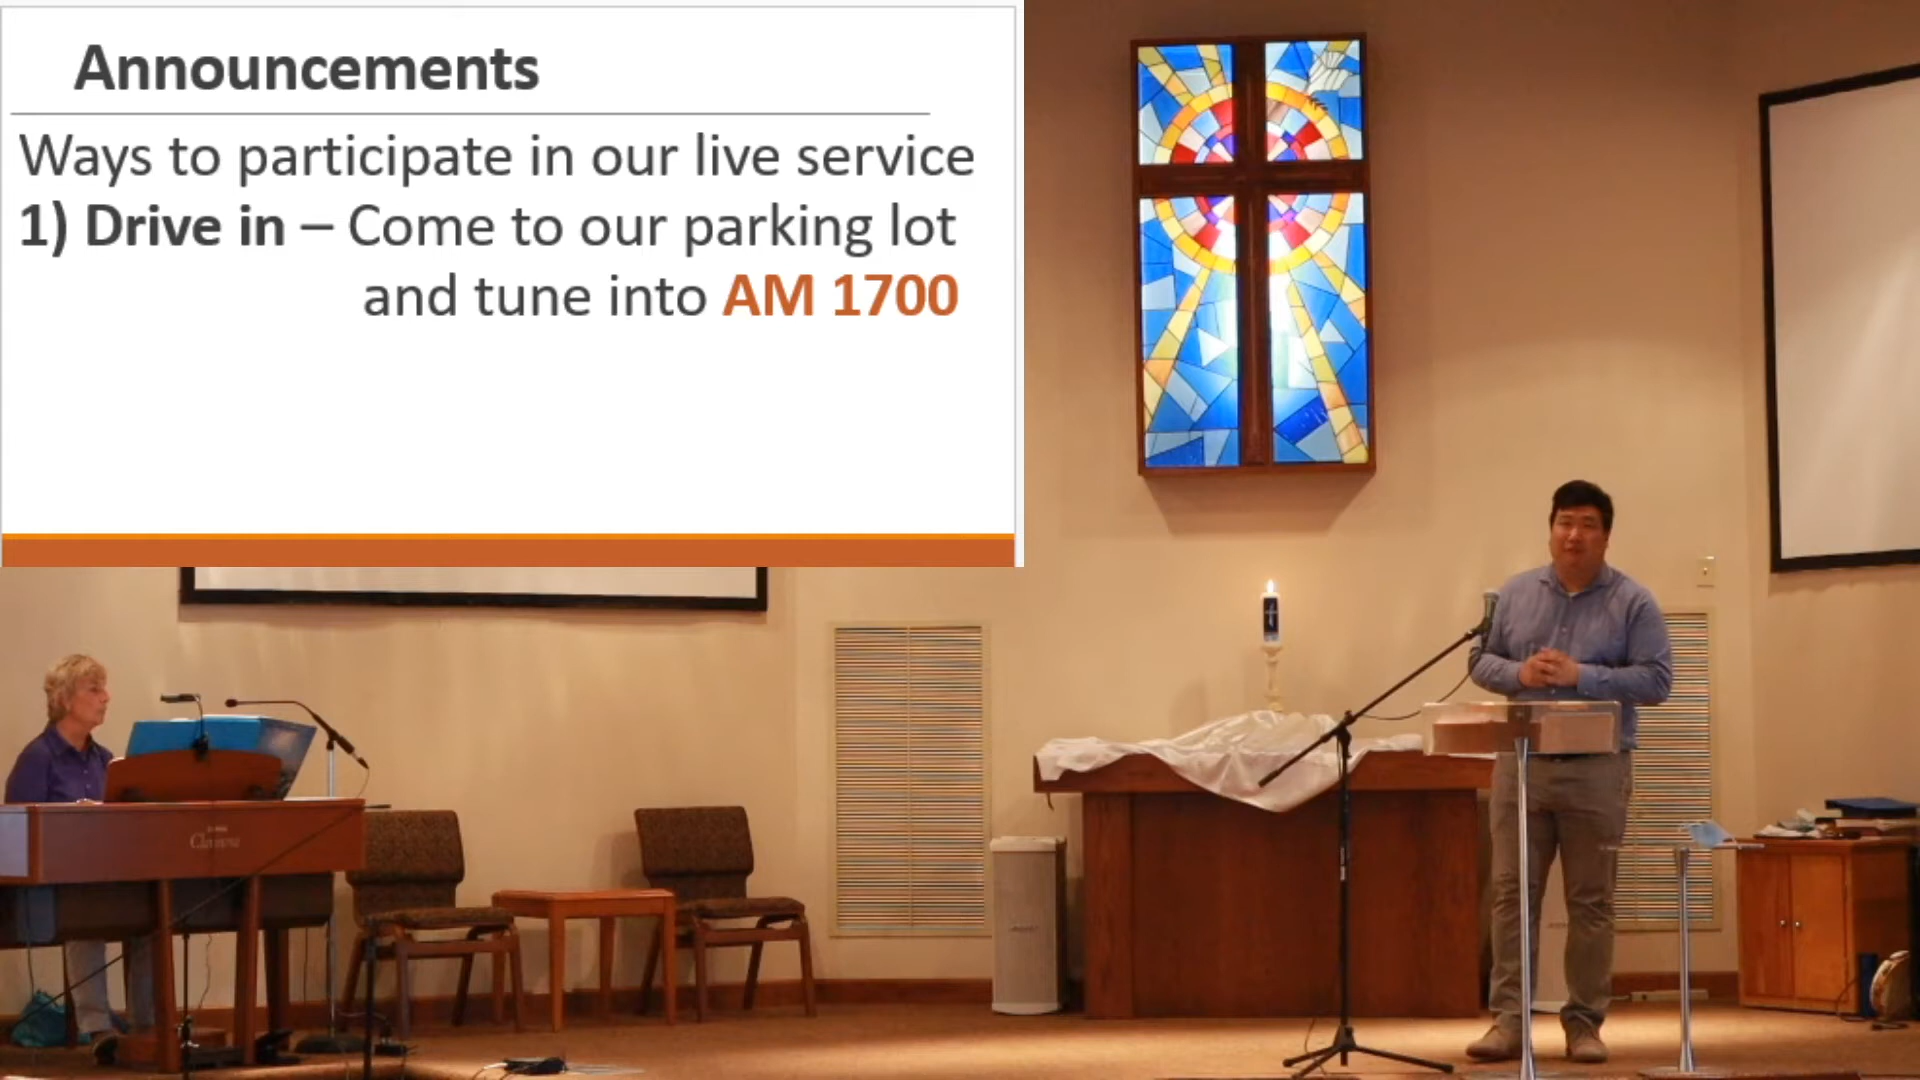 Announcements
Ways to participate in our live service
1) Drive in – Come to our parking lot
and tune into AM 1700